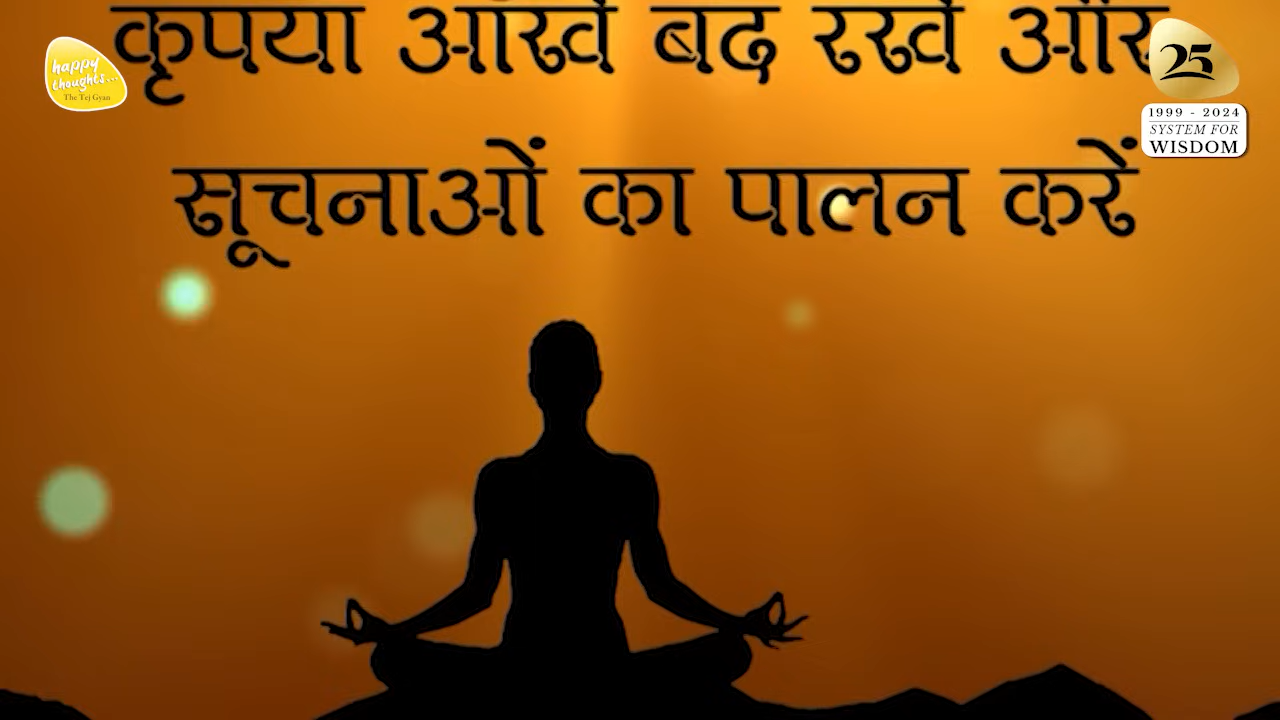 कृपया आँखें बंद रखें और
सूचनाओं का पालन करें
happy
thoughts...
The Tej Gyan
25
1999 - 2024
SYSTEM FOR
WISDOM